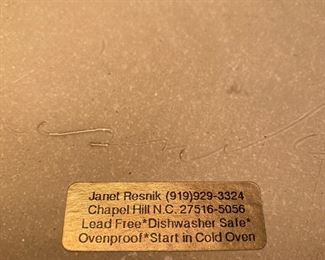 Janet Resnik (919)929-3324
Chapel Hill N.C. 27516-5056
Lead Free*Dishwasher Safe*
Ovenproof*Start in Cold Oven